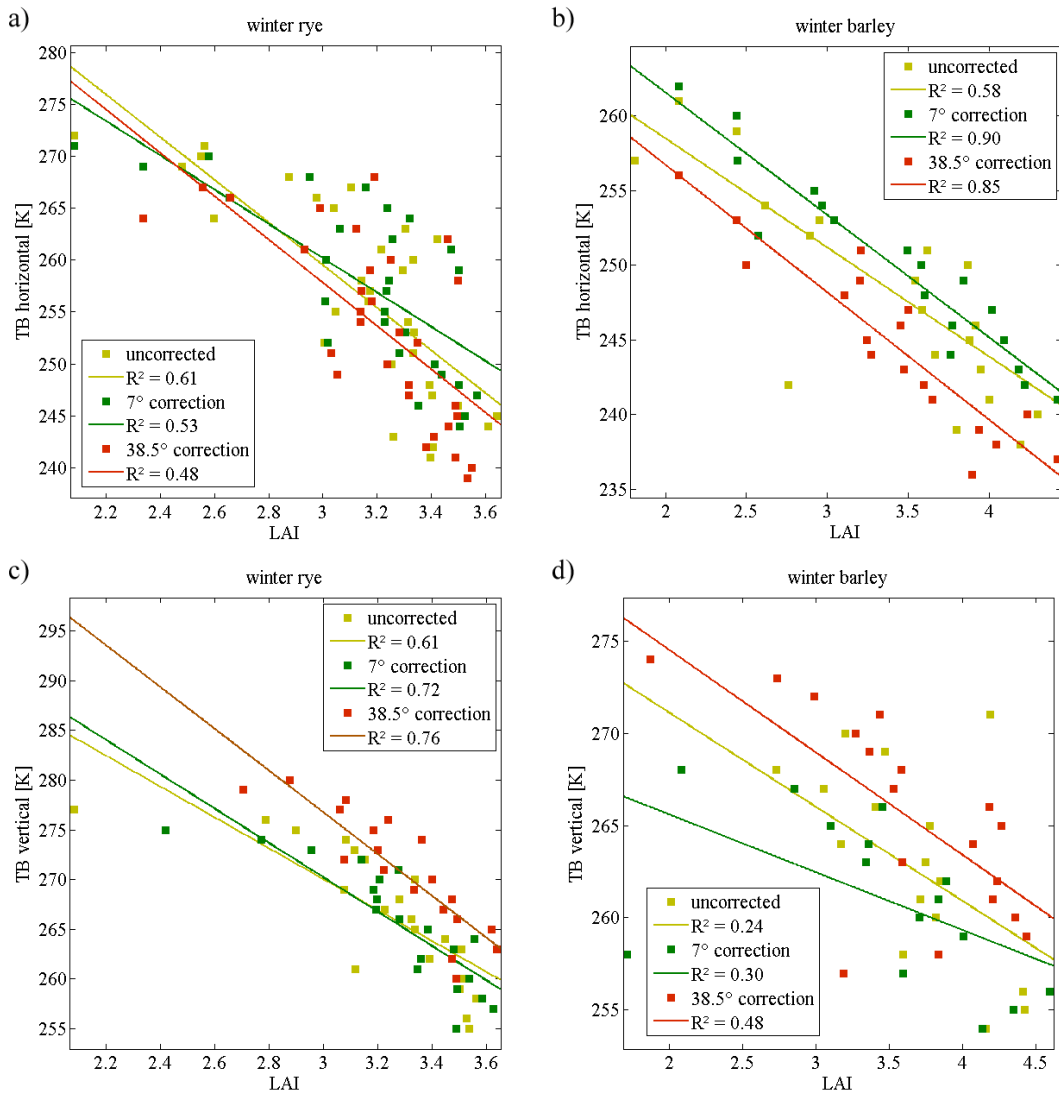 a)
winter rye
280
275
270
265
260
255
250
245
240
TB horizontal [K]
uncorrected
R² = 0.61
7° correction
R² = 0.53
38.5° correction
R² = 0.48
2.2 2.4 2.6 2.8 3 3.2 3.4 3.6
LAI
b)
winter barley
260
255
250
245
240
235
TB horizontal [K]
uncorrected
R² = 0.58
7° correction
R² = 0.90
38.5° correction
R² = 0.85
2 2.5 3 3.5 4
LAI
c)
winter rye
295
290
285
280
275
270
265
260
255
TB vertical [K]
uncorrected
R² = 0.61
7° correction
R² = 0.72
38.5° correction
R² = 0.76
2.2 2.4 2.6 2.8 3 3.2 3.4 3.6
LAI
d)
winter barley
275
270
265
260
255
TB vertical [K]
uncorrected
R² = 0.24
7° correction
R² = 0.30
38.5° correction
R² = 0.48
2 2.5 3 3.5 4 4.5
LAI